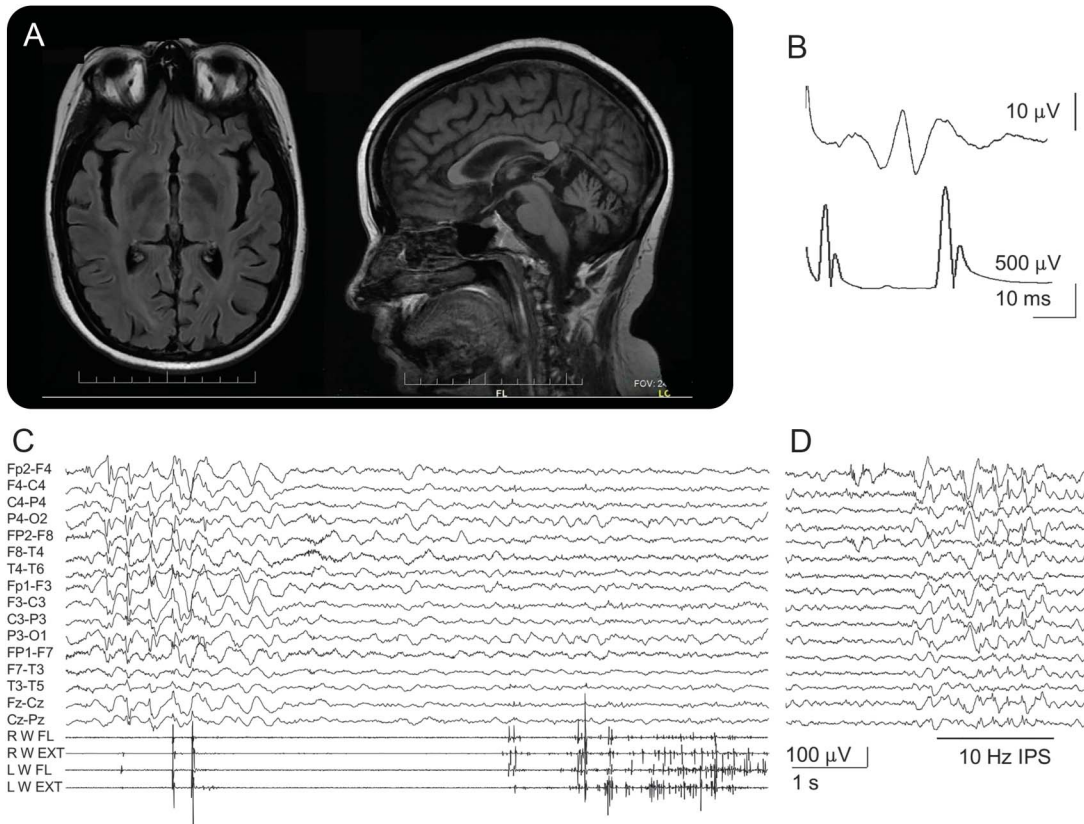 A
FL
FOV: 24
LC
B
10 µV
500 µV
10 ms
C
Fp2-F4
F4-C4
C4-P4
P4-O2
FP2-F8
F8-T4
T4-T6
Fp1-F3
F3-C3
C3-P3
P3-O1
FP1-F7
F7-T3
T3-T5
Fz-Cz
Cz-Pz
R W FL
R W EXT
L W FL
L W EXT
D
10 Hz IPS
100 µV
1 s